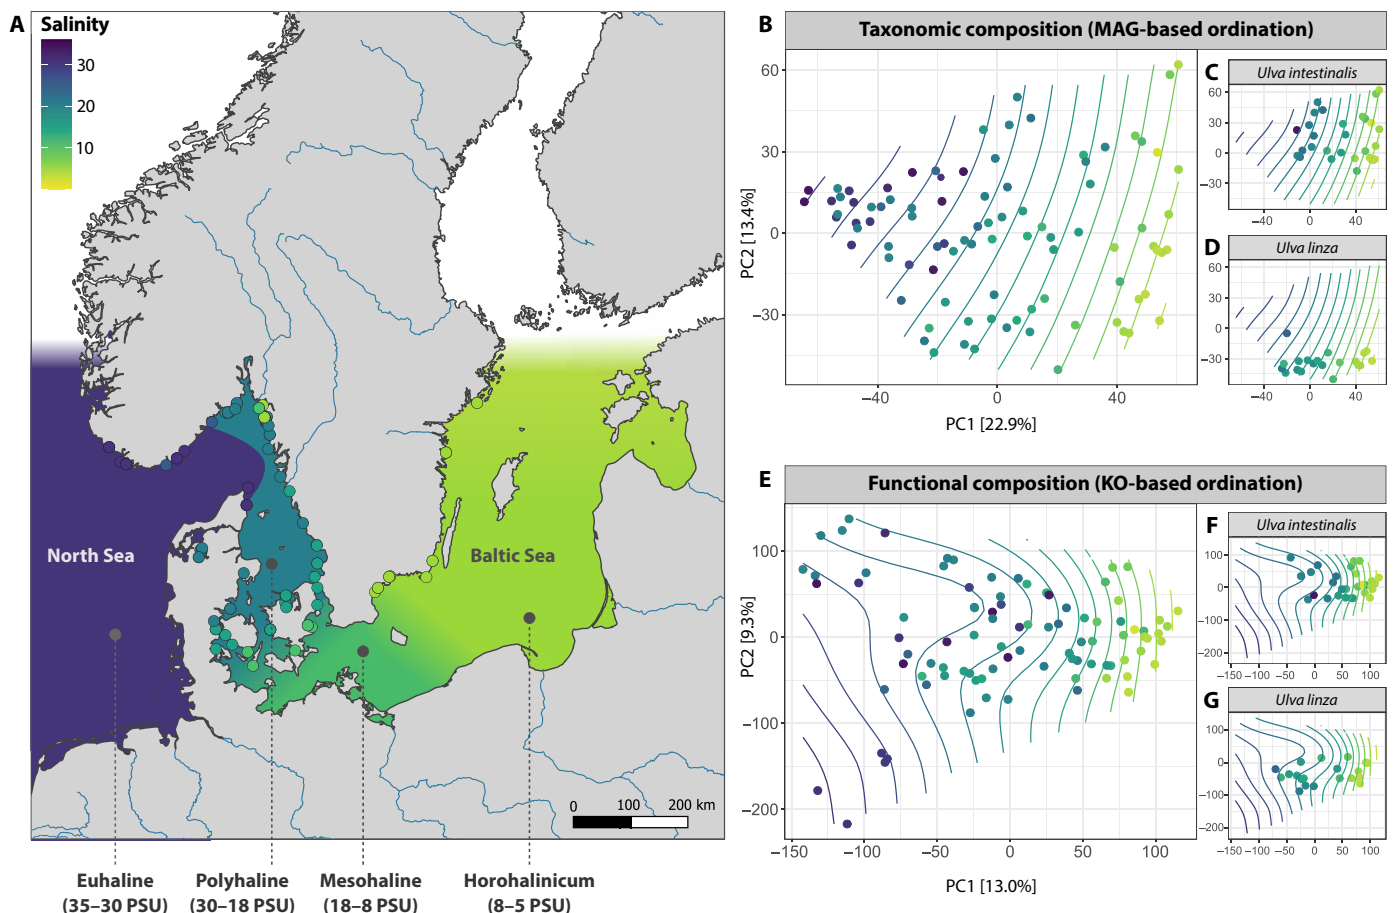 A
Salinity
30
20
10
North Sea
Baltic Sea
0 100 200 km
Euhaline
(35–30 PSU)
Polyhaline
(30–18 PSU)
Mesohaline
(18–8 PSU)
Horohalinicum
(8–5 PSU)
B
Taxonomic composition (MAG-based ordination)
60
30
0
−30
PC2 [13.4%]
−40 0 40
PC1 [22.9%]
C
Ulva intestinalis
60
30
0
−30
−40 0 40
D
Ulva linza
60
30
0
−30
−40 0 40
E
Functional composition (KO-based ordination)
100
0
−100
−200
PC2 [9.3%]
−150 −100 −50 0 50 100
PC1 [13.0%]
F
Ulva intestinalis
100
0
−100
−200
−150 −100 −50 0 50 100
G
Ulva linza
100
0
−100
−200
−150 −100 −50 0 50 100